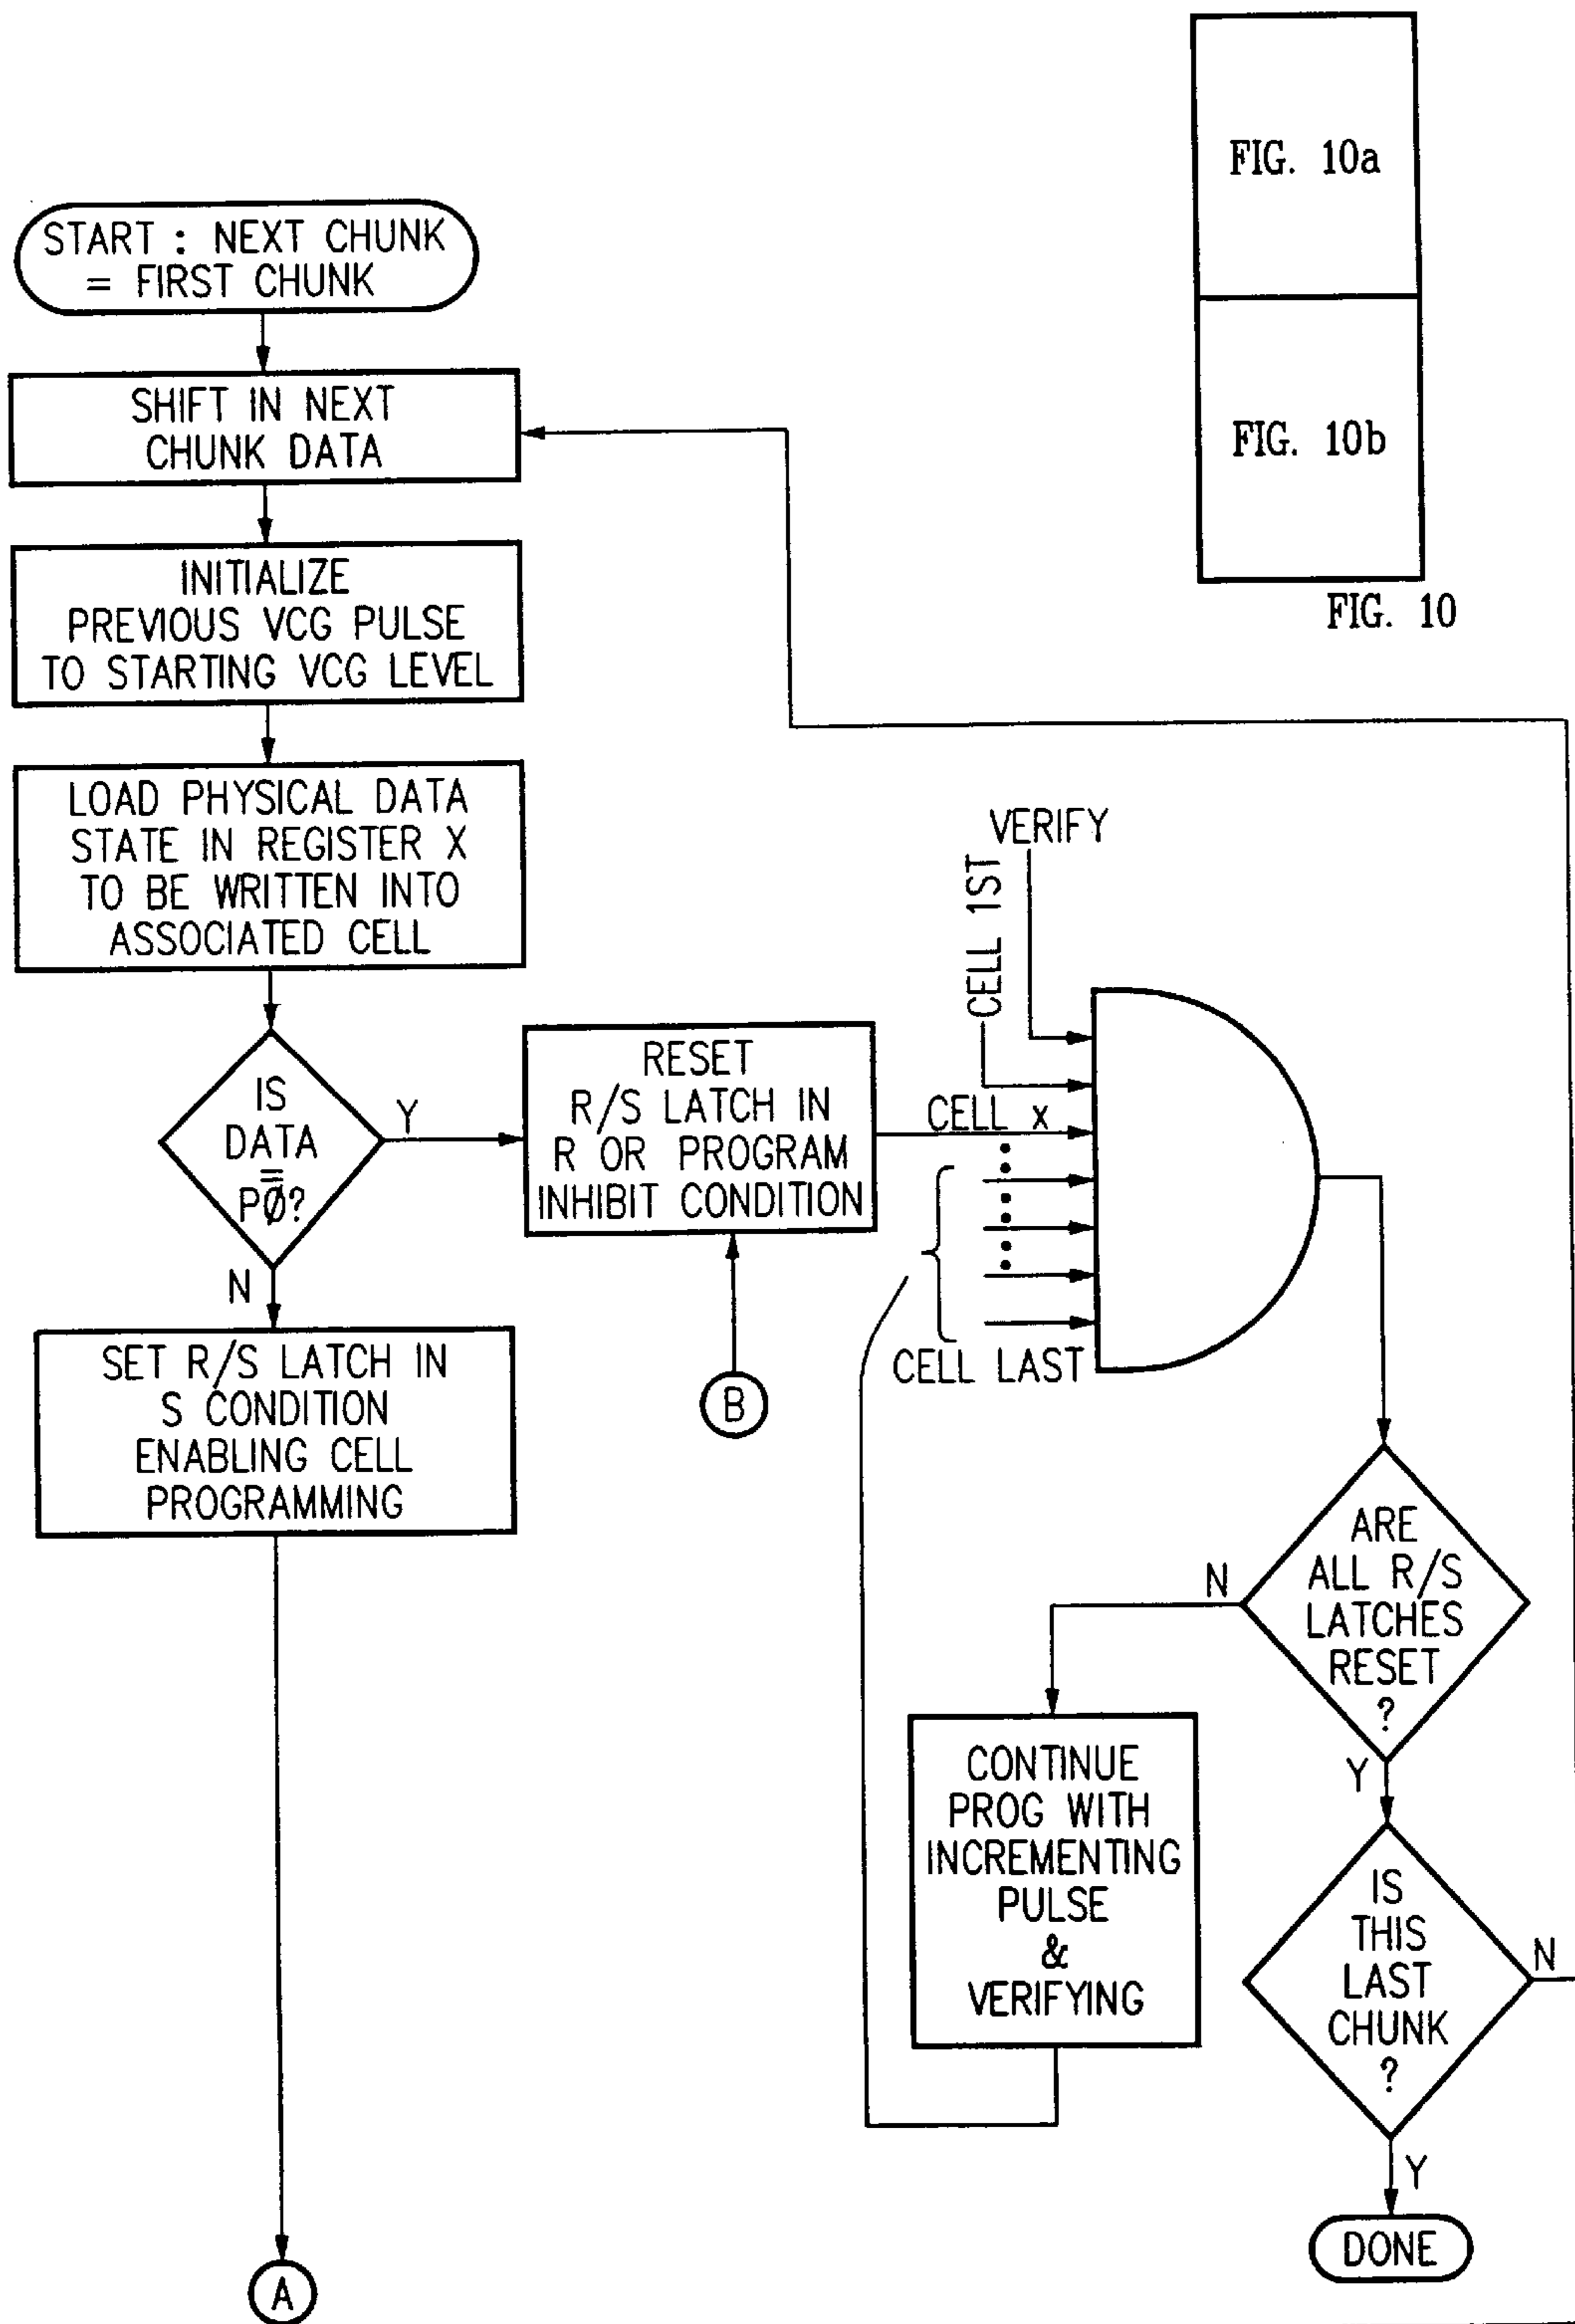 FIG. 10a
FIG. 10b
FIG. 10
START : NEXT CHUNK
= FIRST CHUNK
SHIFT IN NEXT
CHUNK DATA
INITIALIZE
PREVIOUS VCG PULSE
TO STARTING VCG LEVEL
LOAD PHYSICAL DATA
STATE IN REGISTER X
TO BE WRITTEN INTO
ASSOCIATED CELL
IS
DATA
=
PØ̅?
Y
N
RESET
R/S LATCH IN
R OR PROGRAM
INHIBIT CONDITION
B
SET R/S LATCH IN
S CONDITION
ENABLING CELL
PROGRAMMING
A
VERIFY
CELL 1ST
CELL x
CELL LAST
ARE
ALL R/S
LATCHES
RESET
?
N
Y
CONTINUE
PROG WITH
INCREMENTING
PULSE
&
VERIFYING
IS
THIS
LAST
CHUNK
?
N
Y
DONE